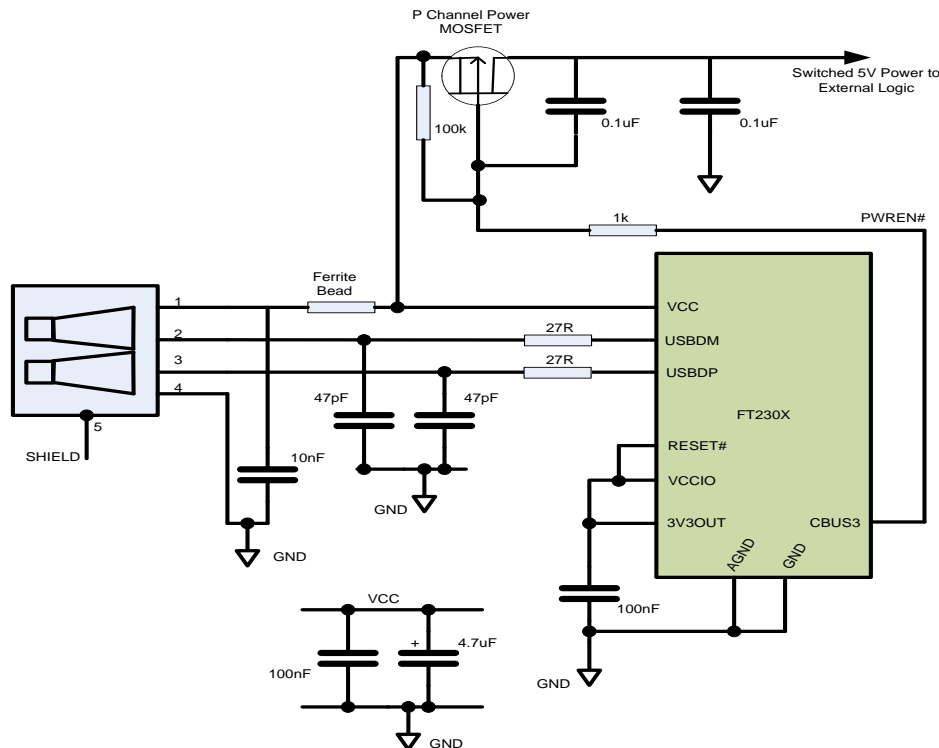 P Channel Power
MOSFET
Switched 5V Power to
External Logic
0.1uF
0.1uF
100k
1k
PWREN#
Ferrite
Bead
1
VCC
27R
2
USBDM
27R
3
USBDP
4
47pF
47pF
FT230X
5
SHIELD
10nF
RESET#
VCCIO
GND
3V3OUT
CBUS3
GND
AGND
GND
100nF
VCC
+
4.7uF
100nF
GND
GND